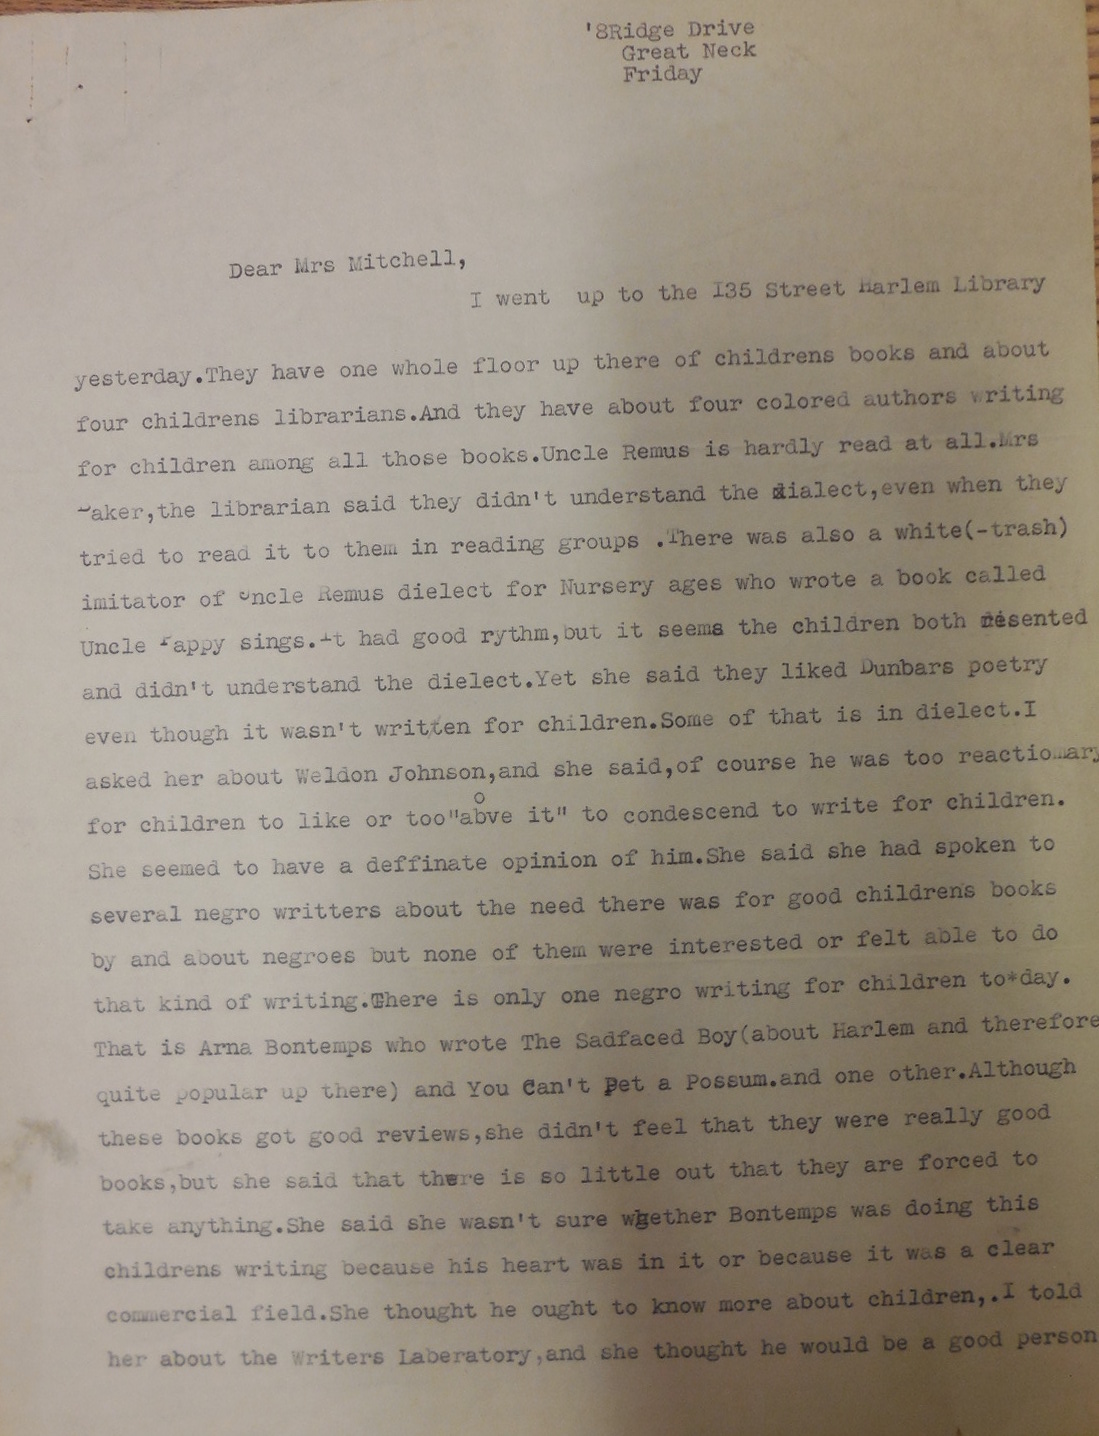 '8Ridge Drive
Great Neck
Friday
Dear Mrs Mitchell,
I went up to the I35 Street Harlem Library
yesterday.They have one whole floor up there of childrens books and about
four childrens librarians.And they have about four colored authors writing
for children among all those books.Uncle Remus is hardly read at all.Mrs
aker,the librarian said they didn't understand the dialect,even when they
tried to read it to them in reading groups .There was also a white(-trash)
imitator of uncle Remus dielect for Nursery ages who wrote a book called
Uncle appy sings.It had good rythm,but it seems the children both resented
and didn't understand the dielect.Yet she said they liked Dunbars poetry
even though it wasn't written for children.Some of that is in dielect.I
asked her about Weldon Johnson,and she said,of course he was too reactionary
for children to like or too"above it" to condescend to write for children.
She seemed to have a deffinate opinion of him.She said she had spoken to
several negro writters about the need there was for good childrens books
by and about negroes but none of them were interested or felt able to do
that kind of writing.There is only one negro writing for children to*day.
That is Arna Bontemps who wrote The Sadfaced Boy(about Harlem and therefore
quite popular up there) and You Can't Pet a Possum.and one other.Although
these books got good reviews,she didn't feel that they were really good
books,but she said that there is so little out that they are forced to
take anything.She said she wasn't sure whether Bontemps was doing this
childrens writing because his heart was in it or because it was a clear
commercial field.She thought he ought to know more about children,.I told
her about the Writers Laberatory,and she thought he would be a good person